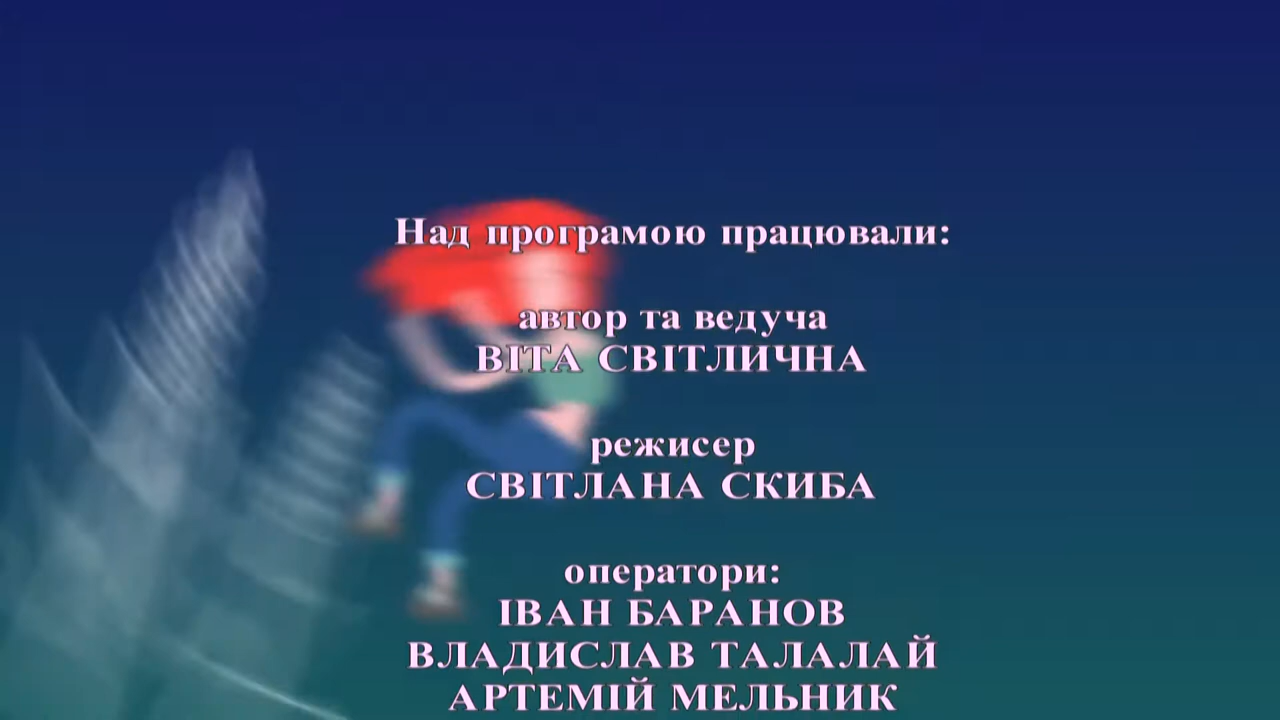 Над програмою працювали:
автор та ведуча
ВІТА СВІТЛИЧНА
режисер
СВІТЛАНА СКИБА
оператори:
ІВАН БАРАНОВ
ВЛАДИСЛАВ ТАЛАЛАЙ
АРТЕМІЙ МЕЛЬНИК